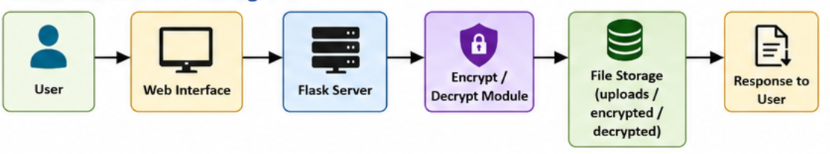 User
Web Interface
Flask Server
Encrypt /
Decrypt Module
File Storage
(uploads /
encrypted /
decrypted)
Response to
User